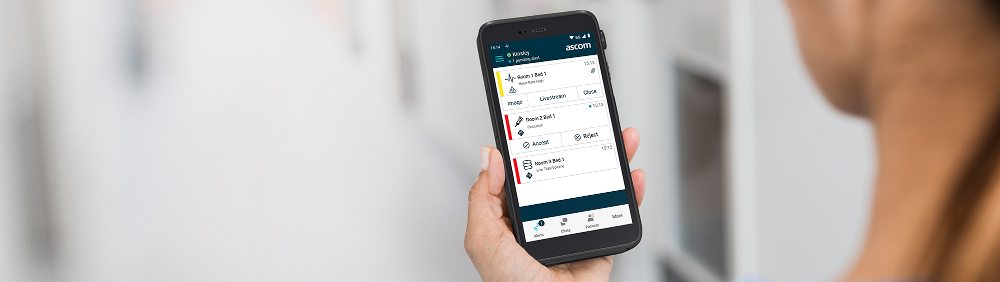 15:14
5G
Kinsley
1 pending alert
ascom
15:13
Room 1 Bed 1
Heart Rate High
Image
Livestream
Close
15:13
Room 2 Bed 1
Occlusion
Accept
Reject
15:12
Room 3 Bed 1
Low Tidal Volume
1
Alerts
Chats
Patients
More